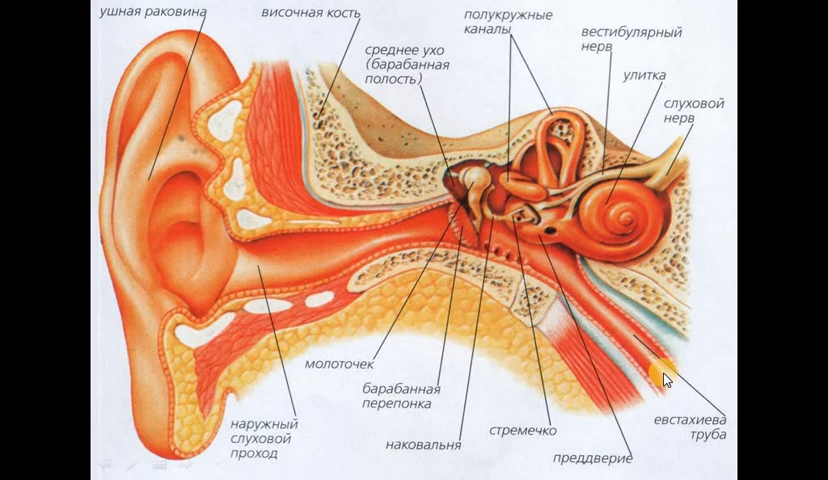 ушная раковина
височная кость
среднее ухо
(барабанная
полость)
полукружные
каналы
вестибулярный
нерв
улитка
слуховой
нерв
молоточек
барабанная
перепонка
наружный
слуховой
проход
наковальня
стремечко
преддверие
евстахиева
труба